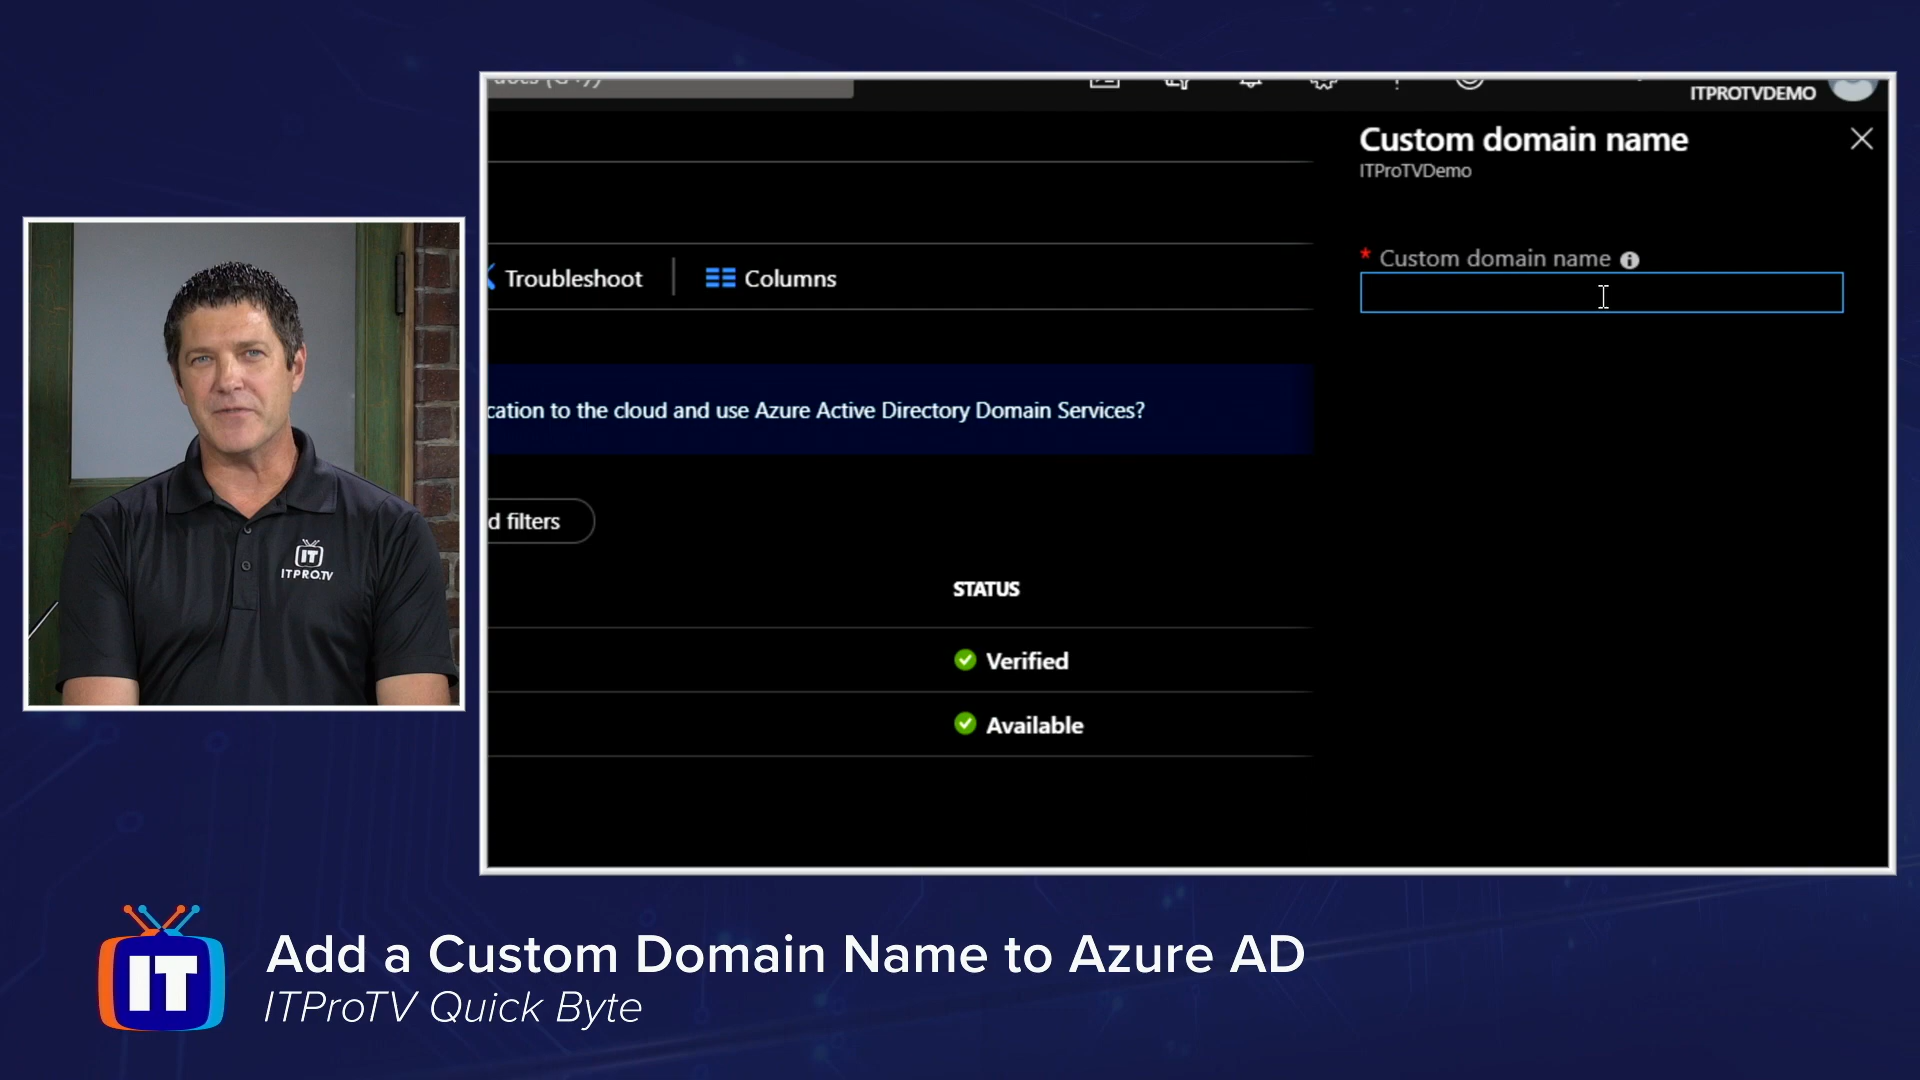 ITPROTVDEMO
Custom domain name
ITProTVDemo
* Custom domain name
Troubleshoot
Columns
cation to the cloud and use Azure Active Directory Domain Services?
d filters
STATUS
Verified
Available
IT
ITPRO.TV
IT
Add a Custom Domain Name to Azure AD
ITProTV Quick Byte